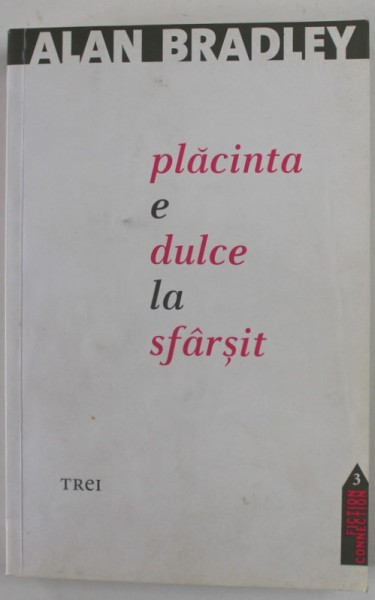 ALAN BRADLEY
plăcinta
e
dulce
la
sfârșit
TREI
3
FICTION
CONNECTION